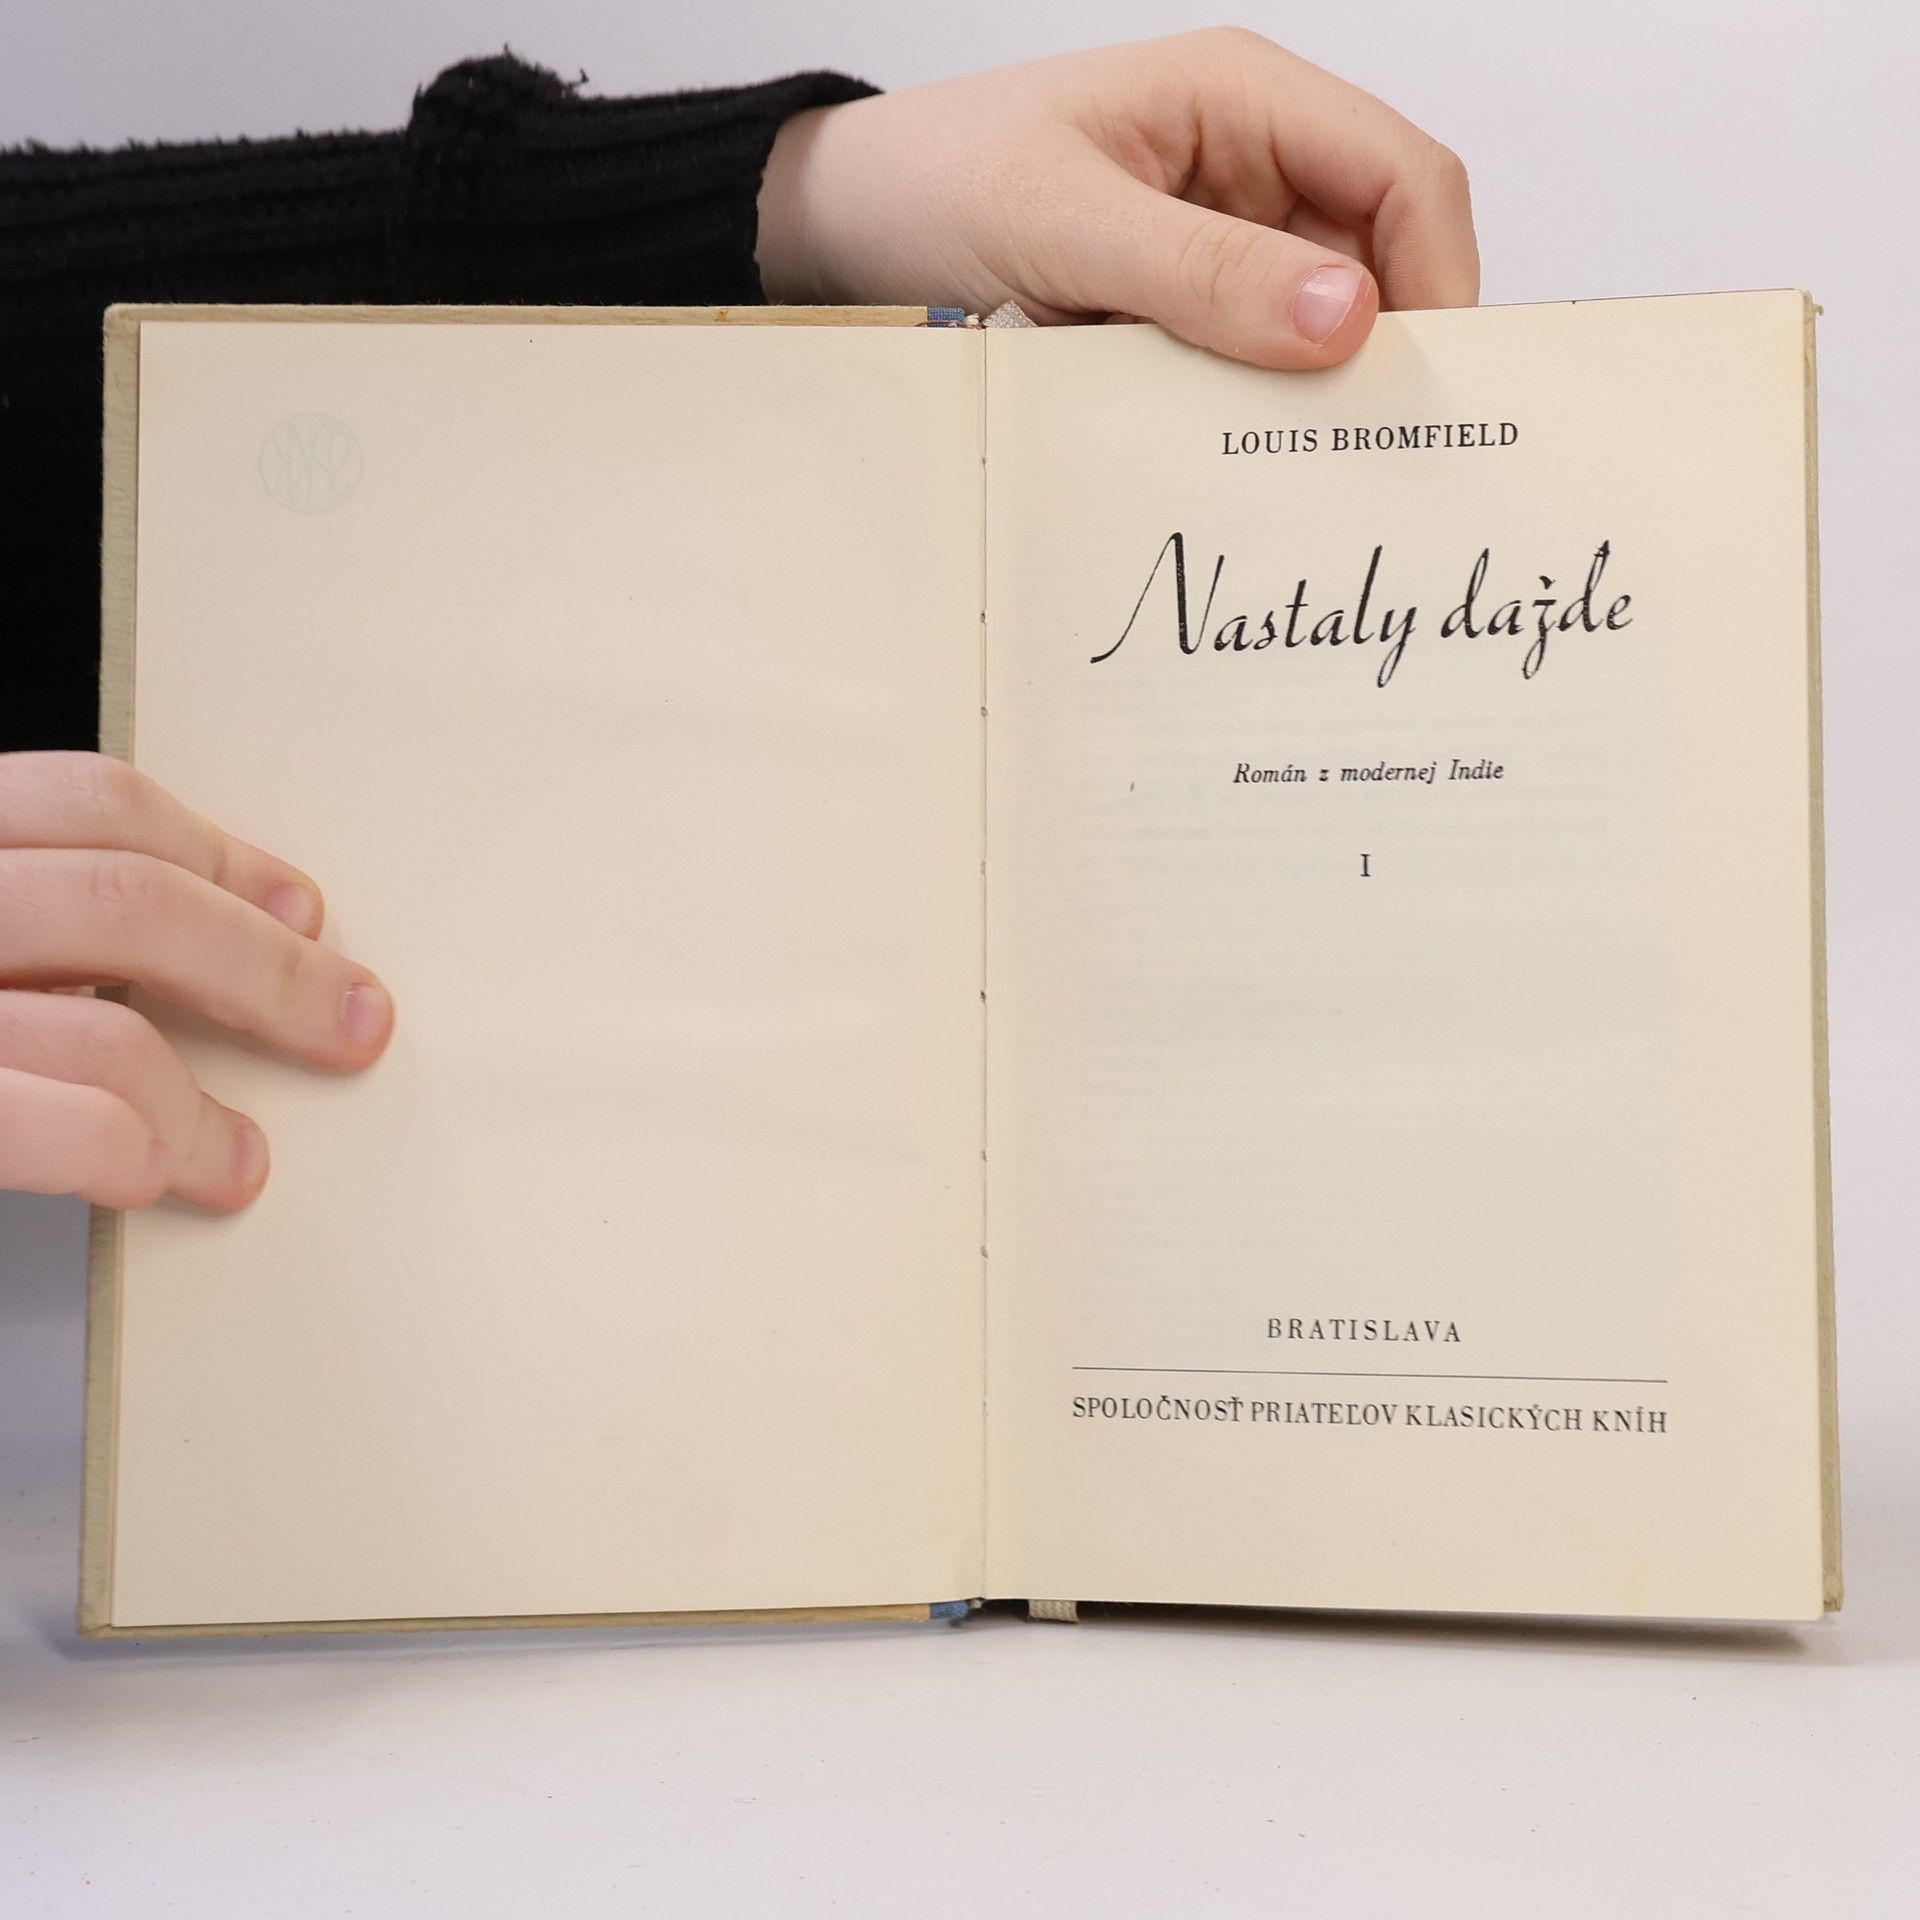 LOUIS BROMFIELD
Nastaly dažde
Román z modernej Indie
I
BRATISLAVA
SPOLOČNOSŤ PRIATEĽOV KLASICKÝCH KNÍH